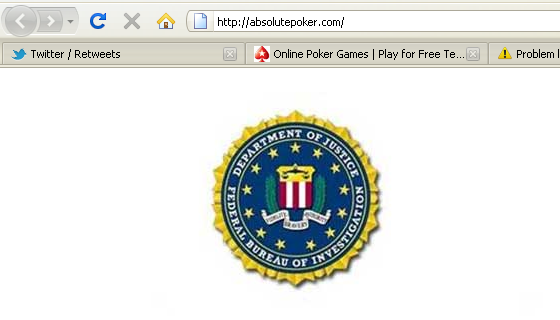 http://absolutepoker.com/
Twitter / Retweets
Online Poker Games | Play for Free Te...
Problem l
DEPARTMENT OF JUSTICE
FIDELITY BRAVERY INTEGRITY
FEDERAL BUREAU OF INVESTIGATION